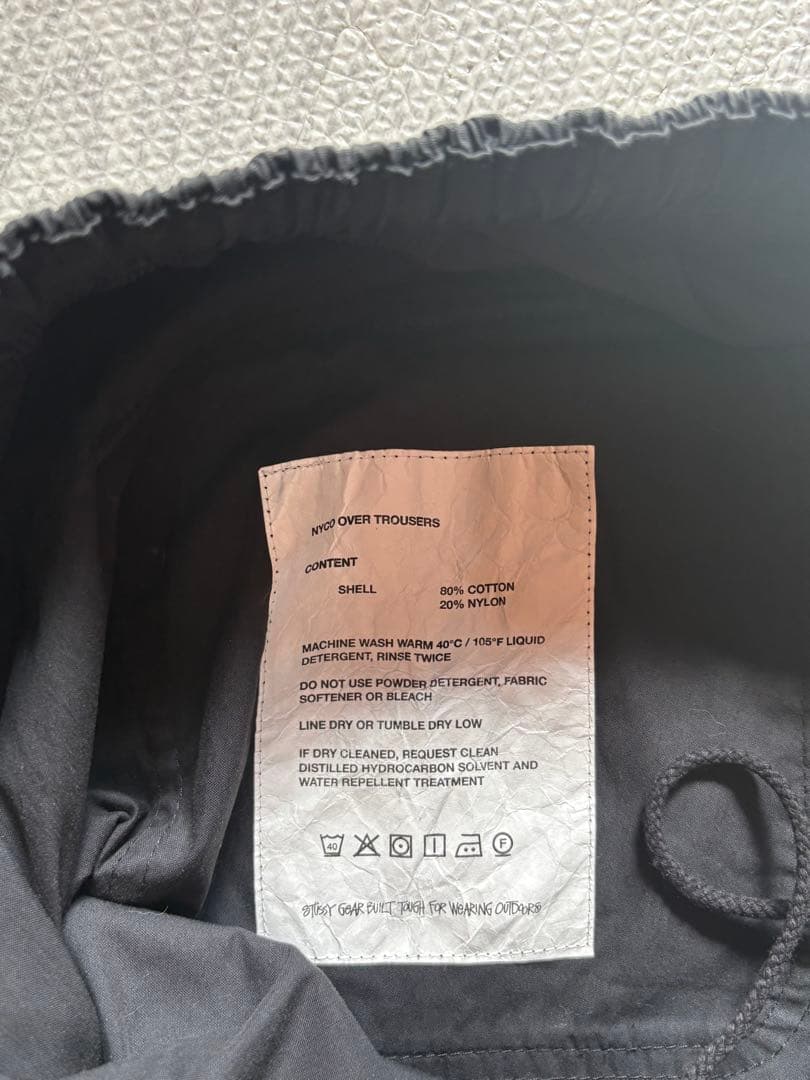 NYCO OVER TROUSERS
CONTENT
SHELL 80% COTTON
20% NYLON
MACHINE WASH WARM 40°C / 105°F LIQUID
DETERGENT, RINSE TWICE
DO NOT USE POWDER DETERGENT, FABRIC
SOFTENER OR BLEACH
LINE DRY OR TUMBLE DRY LOW
IF DRY CLEANED, REQUEST CLEAN
DISTILLED HYDROCARBON SOLVENT AND
WATER REPELLENT TREATMENT
40 F
STÜSSY GEAR BUILT TOUGH FOR WEARING OUTDOORS